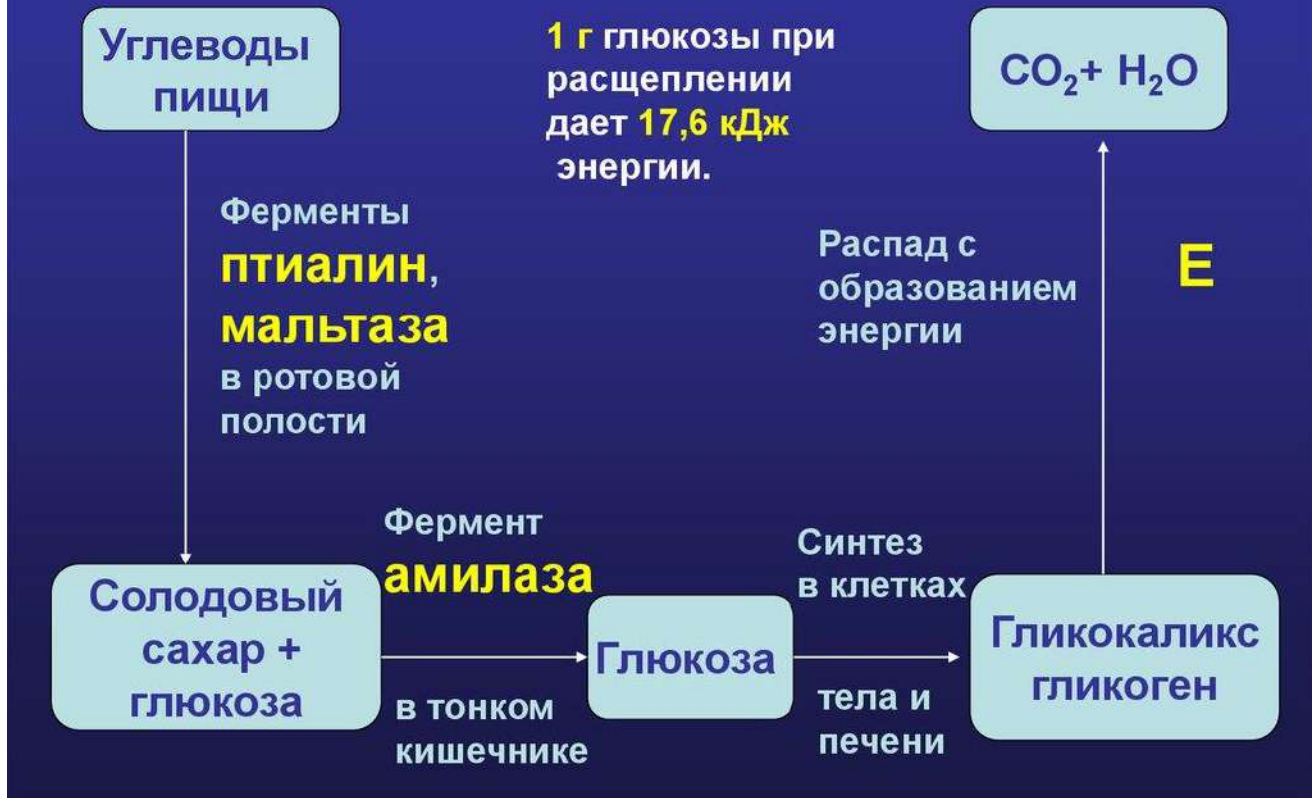 Углеводы
пищи
1 г глюкозы при
расщеплении
дает 17,6 кДж
энергии.
CO₂+ H₂O
Ферменты
птиалин,
мальтаза
в ротовой
полости
Распад с
образованием
энергии
Е
Солодовый
сахар +
глюкоза
Фермент
амилаза
в тонком
кишечнике
Глюкоза
Синтез
в клетках
тела и
печени
Гликокаликс
гликоген